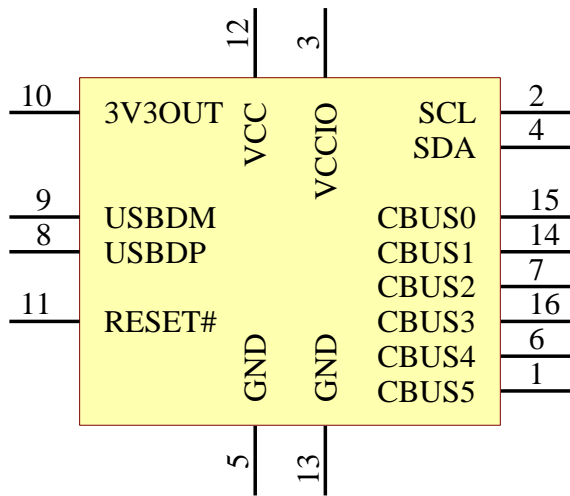 12 3
10 3V3OUT VCC VCCIO SCL 2
SDA 4
9 USBDM CBUS0 15
8 USBDP CBUS1 14
CBUS2 7
11 RESET# CBUS3 16
GND GND CBUS4 6
CBUS5 1
5 13